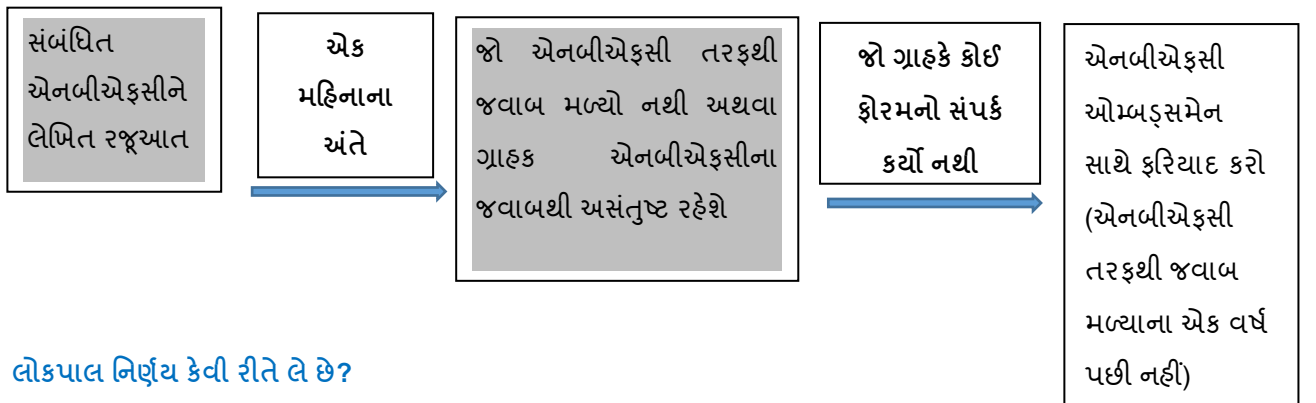 સંબંધિત
એનબીએફસીને
લેખિત રજૂઆત
એક
મહિનાના
અંતે
જો એનબીએફસી તરફથી
જવાબ મળ્યો નથી અથવા
ગ્રાહક એનબીએફસીના
જવાબથી અસંતુષ્ટ રહેશે
જો ગ્રાહકે કોઈ
ફોરમનો સંપર્ક
કર્યો નથી
એનબીએફસી
ઓમ્બડ્સમેન
સાથે ફરિયાદ કરો
(એનબીએફસી
તરફથી જવાબ
મળ્યાના એક વર્ષ
પછી નહીં)
લોકપાલ નિર્ણય કેવી રીતે લે છે?